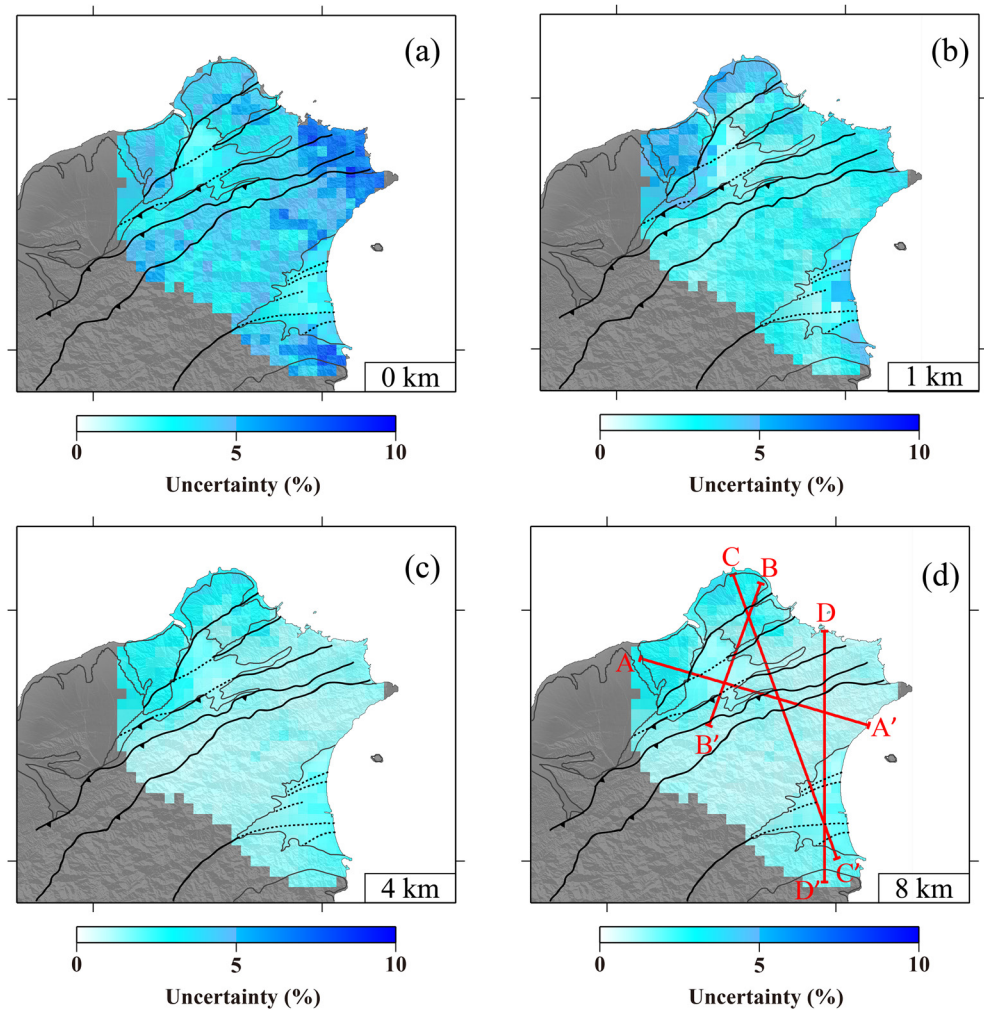 (a)
0 km
0 5 10
Uncertainty (%)
(b)
1 km
0 5 10
Uncertainty (%)
(c)
4 km
0 5 10
Uncertainty (%)
(d)
C
B
D
A
A′
B′
C′
D′
8 km
0 5 10
Uncertainty (%)